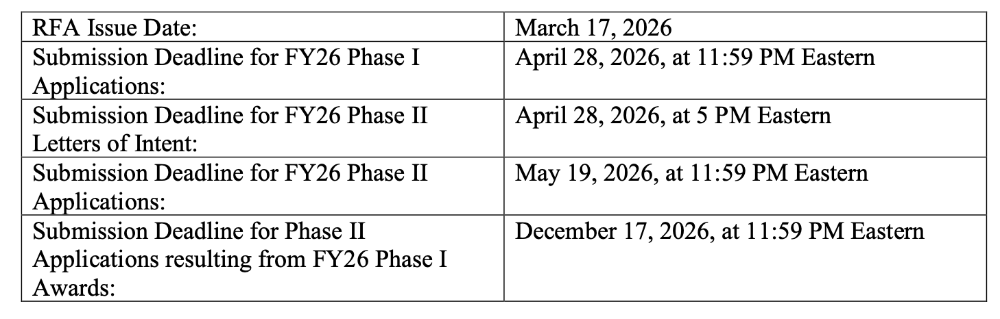 RFA Issue Date:
March 17, 2026
Submission Deadline for FY26 Phase I
Applications:
April 28, 2026, at 11:59 PM Eastern
Submission Deadline for FY26 Phase II
Letters of Intent:
April 28, 2026, at 5 PM Eastern
Submission Deadline for FY26 Phase II
Applications:
May 19, 2026, at 11:59 PM Eastern
Submission Deadline for Phase II
Applications resulting from FY26 Phase I
Awards:
December 17, 2026, at 11:59 PM Eastern